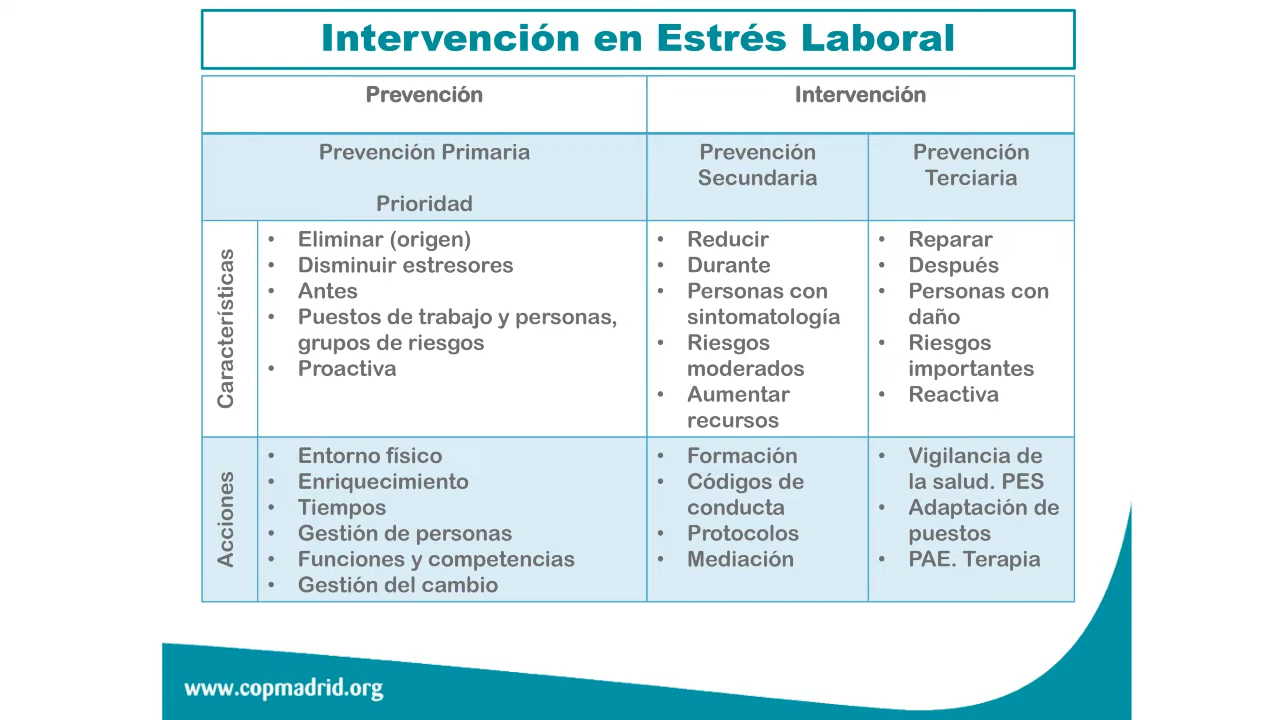 Intervención en Estrés Laboral
Prevención
Intervención
Prevención Primaria
Prioridad
Prevención
Secundaria
Prevención
Terciaria
Características
• Eliminar (origen)
• Disminuir estresores
• Antes
• Puestos de trabajo y personas,
grupos de riesgos
• Proactiva
• Reducir
• Durante
• Personas con
sintomatología
• Riesgos
moderados
• Aumentar
recursos
• Reparar
• Después
• Personas con
daño
• Riesgos
importantes
• Reactiva
Acciones
• Entorno físico
• Enriquecimiento
• Tiempos
• Gestión de personas
• Funciones y competencias
• Gestión del cambio
• Formación
• Códigos de
conducta
• Protocolos
• Mediación
• Vigilancia de
la salud. PES
• Adaptación de
puestos
• PAE. Terapia
www.copmadrid.org